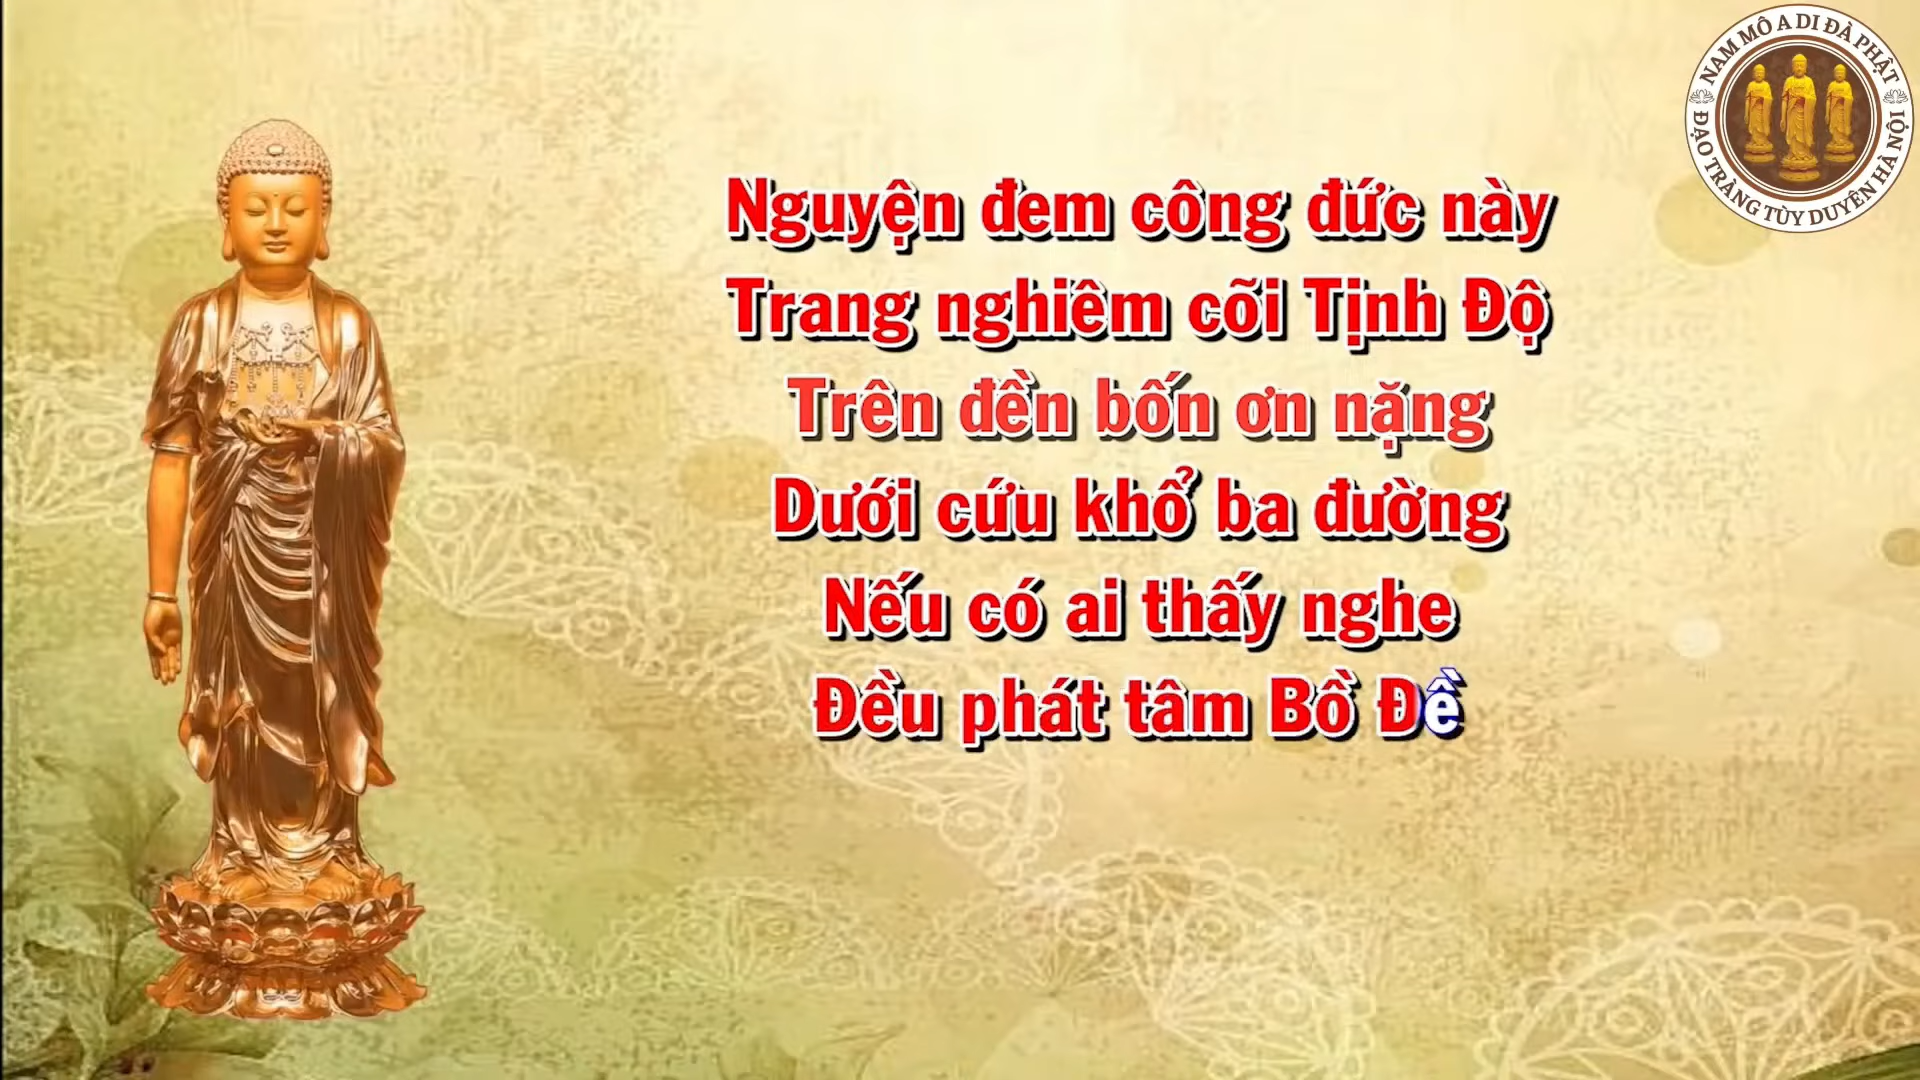 NAM MÔ A DI ĐÀ PHẬT
ĐẠO TRÀNG TÙY DUYÊN HÀ NỘI
Nguyện đem công đức này
Trang nghiêm cõi Tịnh Độ
Trên đền bốn ơn nặng
Dưới cứu khổ ba đường
Nếu có ai thấy nghe
Đều phát tâm Bồ Đề